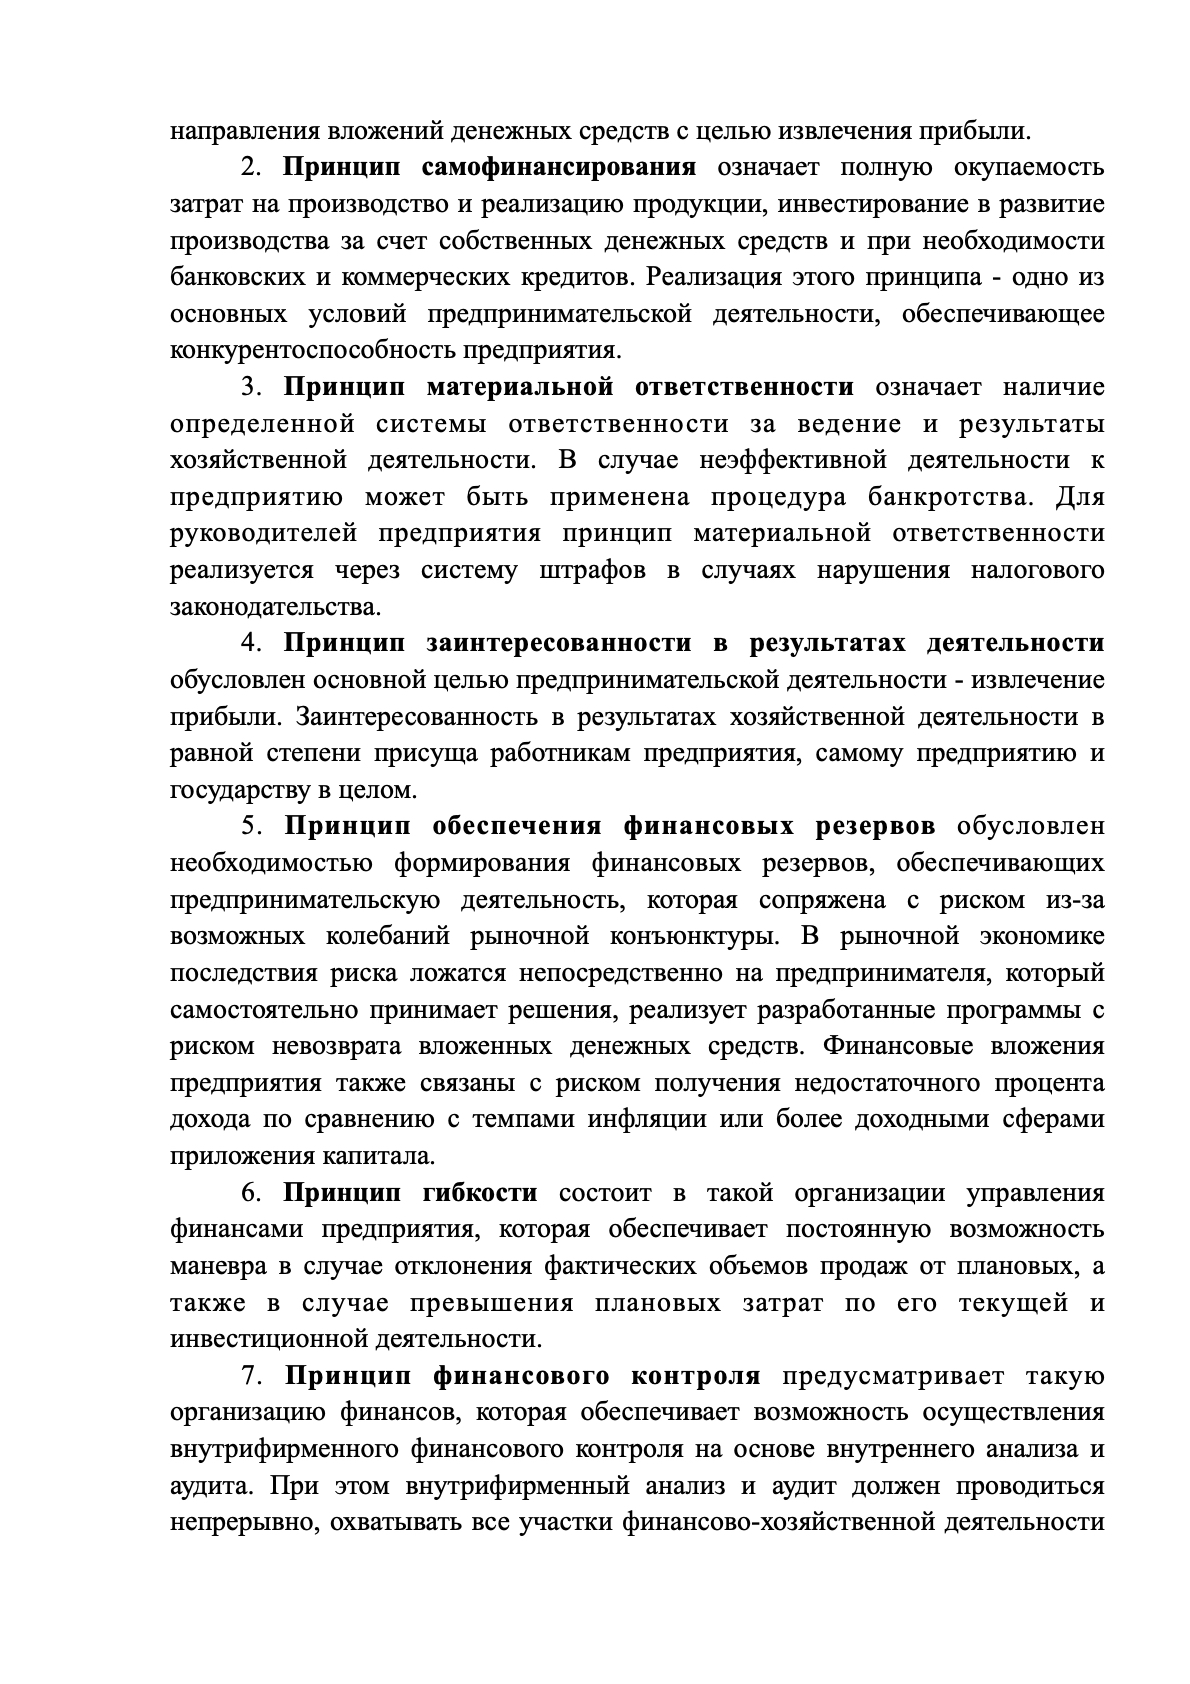 направления вложений денежных средств с целью извлечения прибыли.
2. Принцип самофинансирования означает полную окупаемость
затрат на производство и реализацию продукции, инвестирование в развитие
производства за счет собственных денежных средств и при необходимости
банковских и коммерческих кредитов. Реализация этого принципа - одно из
основных условий предпринимательской деятельности, обеспечивающее
конкурентоспособность предприятия.
3. Принцип материальной ответственности означает наличие
определенной системы ответственности за ведение и результаты
хозяйственной деятельности. В случае неэффективной деятельности к
предприятию может быть применена процедура банкротства. Для
руководителей предприятия принцип материальной ответственности
реализуется через систему штрафов в случаях нарушения налогового
законодательства.
4. Принцип заинтересованности в результатах деятельности
обусловлен основной целью предпринимательской деятельности - извлечение
прибыли. Заинтересованность в результатах хозяйственной деятельности в
равной степени присуща работникам предприятия, самому предприятию и
государству в целом.
5. Принцип обеспечения финансовых резервов обусловлен
необходимостью формирования финансовых резервов, обеспечивающих
предпринимательскую деятельность, которая сопряжена с риском из-за
возможных колебаний рыночной конъюнктуры. В рыночной экономике
последствия риска ложатся непосредственно на предпринимателя, который
самостоятельно принимает решения, реализует разработанные программы с
риском невозврата вложенных денежных средств. Финансовые вложения
предприятия также связаны с риском получения недостаточного процента
дохода по сравнению с темпами инфляции или более доходными сферами
приложения капитала.
6. Принцип гибкости состоит в такой организации управления
финансами предприятия, которая обеспечивает постоянную возможность
маневра в случае отклонения фактических объемов продаж от плановых, а
также в случае превышения плановых затрат по его текущей и
инвестиционной деятельности.
7. Принцип финансового контроля предусматривает такую
организацию финансов, которая обеспечивает возможность осуществления
внутрифирменного финансового контроля на основе внутреннего анализа и
аудита. При этом внутрифирменный анализ и аудит должен проводиться
непрерывно, охватывать все участки финансово-хозяйственной деятельности